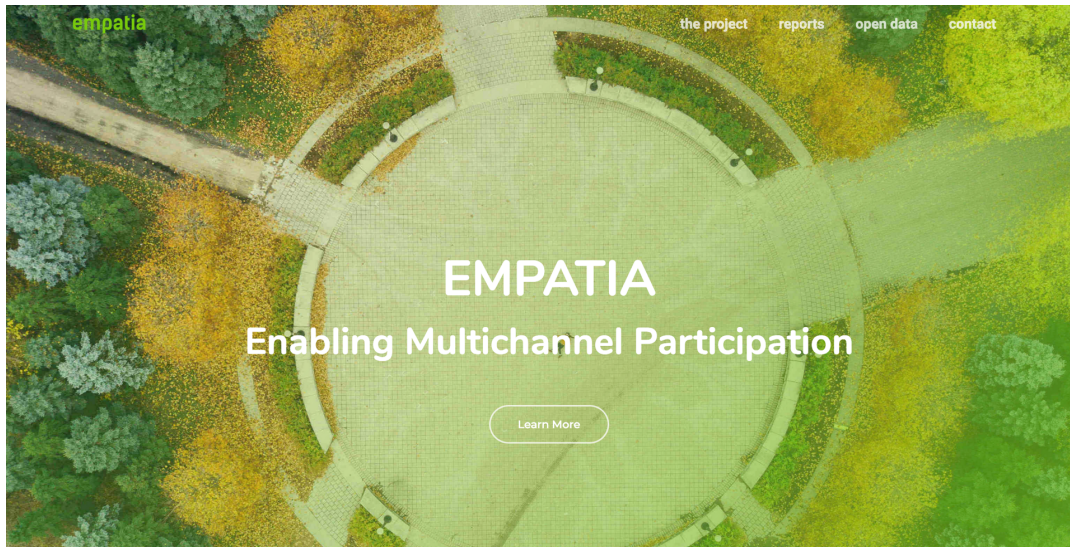 empatia
the project
reports
open data
contact
EMPATIA
Enabling Multichannel Participation
Learn More